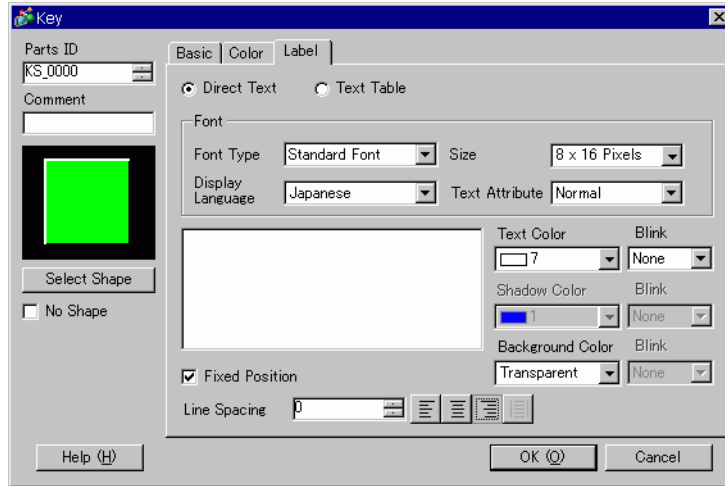 Key
Parts ID
KS_0000
Comment
Select Shape
No Shape
Basic Color Label
Direct Text Text Table
Font
Font Type Standard Font Size 8 x 16 Pixels
Display Language Japanese Text Attribute Normal
Text Color Blink
7 None
Shadow Color Blink
1 None
Background Color Blink
Transparent None
Fixed Position
Line Spacing 0
Help (H) OK (O) Cancel